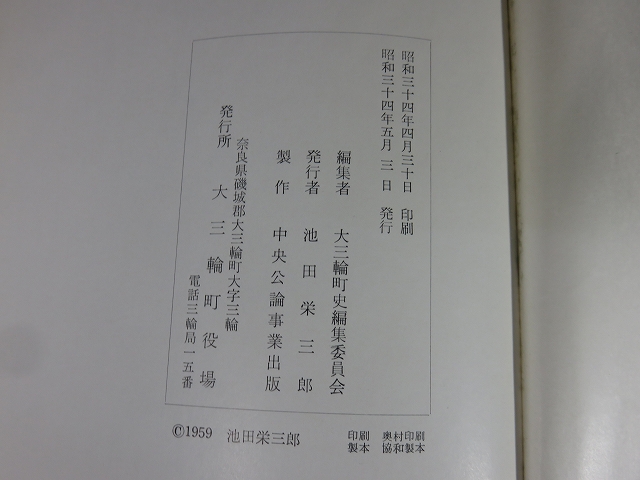 昭和三十四年四月三十日 印刷
昭和三十四年五月三日 発行
編集者 大三輪町史編集委員会
発行者 池田栄三郎
製作 中央公論事業出版
奈良県磯城郡大三輪町大字三輪
発行所 大三輪町役場
電話三輪局一五番
©1959 池田栄三郎
印刷 奥村印刷
製本 協和製本